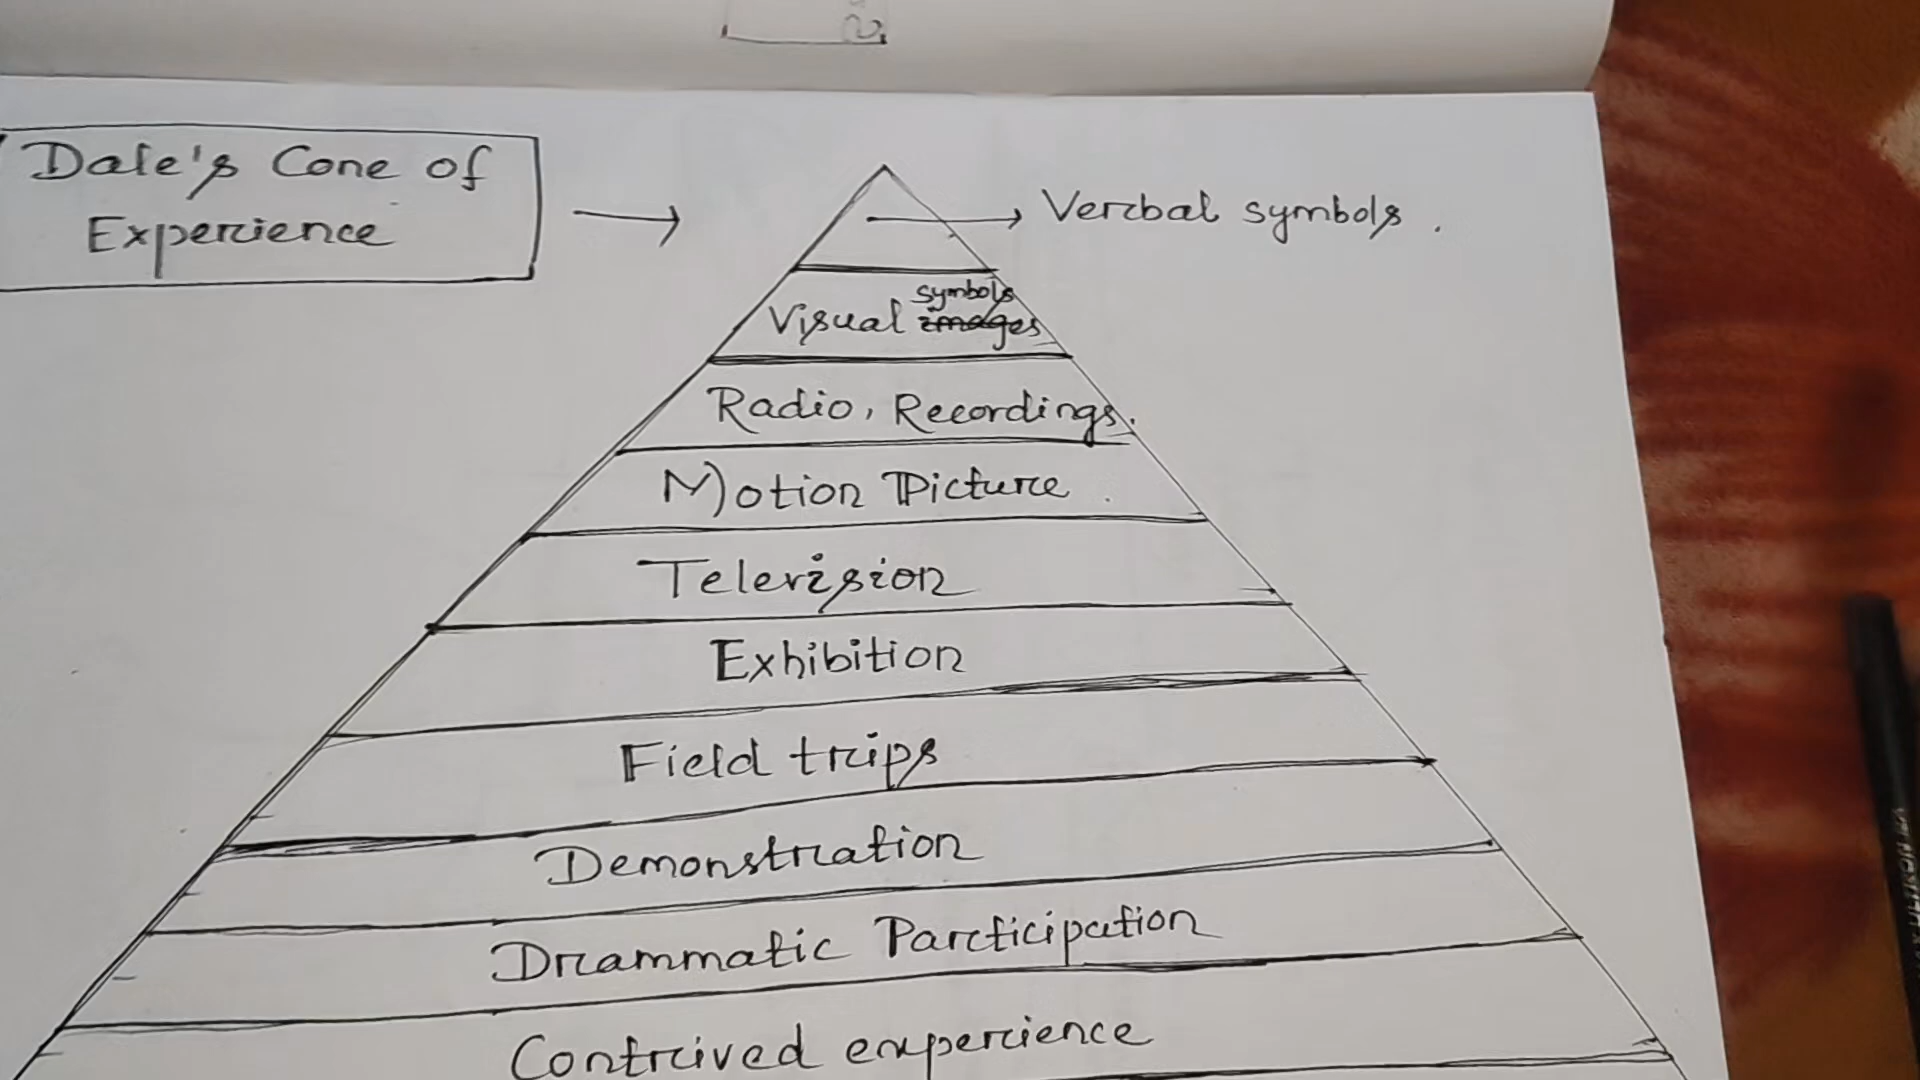 Dale's Cone of
Experience
Verbal symbols.
symbols
Visual images
Radio, Recordings.
Motion Picture
Television
Exhibition
Field trips
Demonstration
Drammatic Participation
Contrived experience